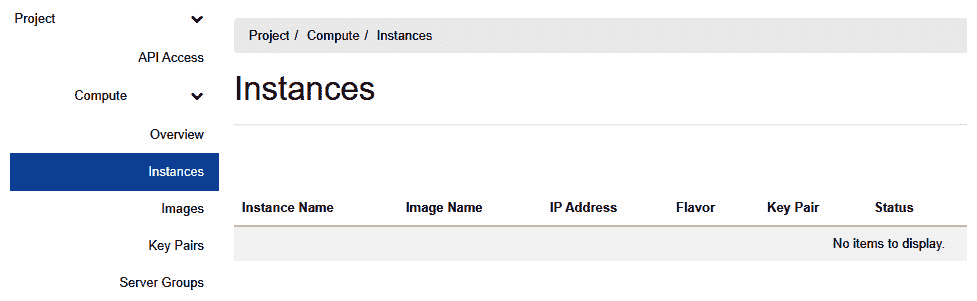 Project
API Access
Compute
Overview
Instances
Images
Key Pairs
Server Groups
Project / Compute / Instances
Instances
Instance Name Image Name IP Address Flavor Key Pair Status
No items to display.